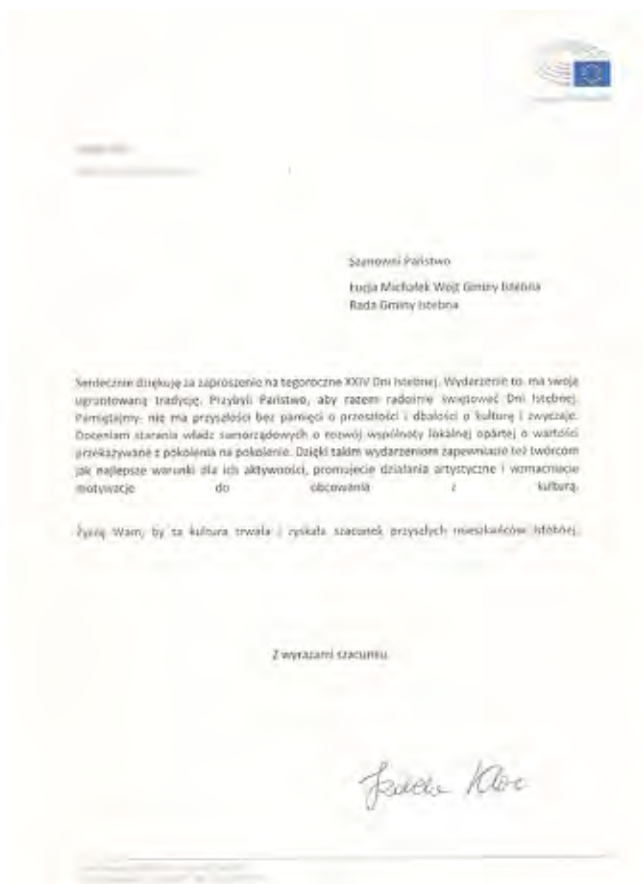 Szanowni Państwo
Łucja Michałek Wójt Gminy Istebna
Rada Gminy Istebna
Serdecznie dziękuję za zaproszenie na tegoroczne XXIV Dni Istebnej. Wydarzenie to ma swoją
ugruntowaną tradycję. Przybyli Państwo, aby razem radośnie świętować Dni Istebnej.
Pamiętajmy- nie ma przyszłości bez pamięci o przeszłości i dbałości o kulturę i zwyczaje.
Doceniam starania władz samorządowych o rozwój wspólnoty lokalnej opartej o wartości
przekazywane z pokolenia na pokolenie. Dzięki takim wydarzeniom zapewniacie też twórcom
jak najlepsze warunki dla ich aktywności, promujecie działania artystyczne i wzmacniacie
motywacje do obcowania z kulturą.
Życzę Wam, by ta kultura trwała i zyskała szacunek przyszłych mieszkańców Istebnej.
Z wyrazami szacunku